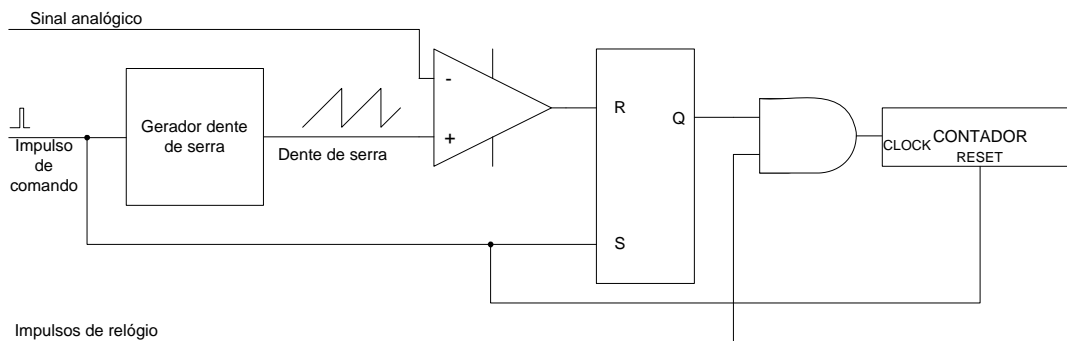 Sinal analógico
Impulso
de
comando
Gerador dente
de serra
Dente de serra
-
+
R
S
Q
CLOCK
CONTADOR
RESET
Impulsos de relógio